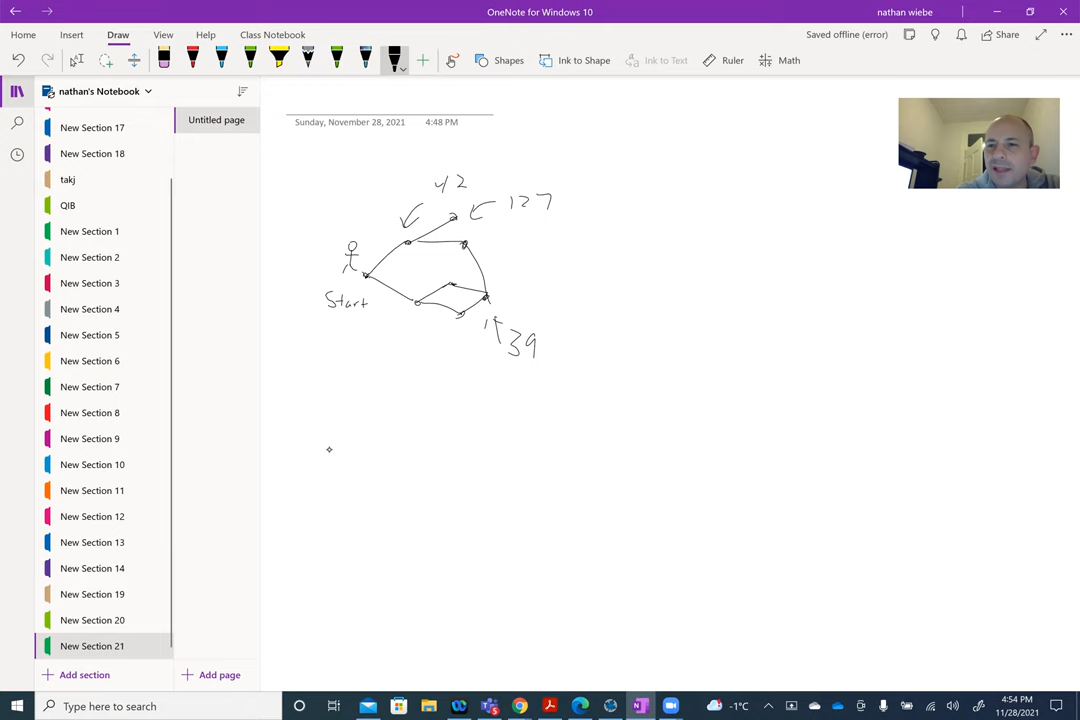 OneNote for Windows 10
nathan wiebe
Home
Insert
Draw
View
Help
Class Notebook
Saved offline (error)
Share
Shapes
Ink to Shape
Ink to Text
Ruler
Math
nathan's Notebook
Untitled page
New Section 17
New Section 18
takj
QIB
New Section 1
New Section 2
New Section 3
New Section 4
New Section 5
New Section 6
New Section 7
New Section 8
New Section 9
New Section 10
New Section 11
New Section 12
New Section 13
New Section 14
New Section 19
New Section 20
New Section 21
Add section
Add page
Sunday, November 28, 2021 4:48 PM
42
127
Start
39
Type here to search
-1°C
4:54 PM
11/28/2021